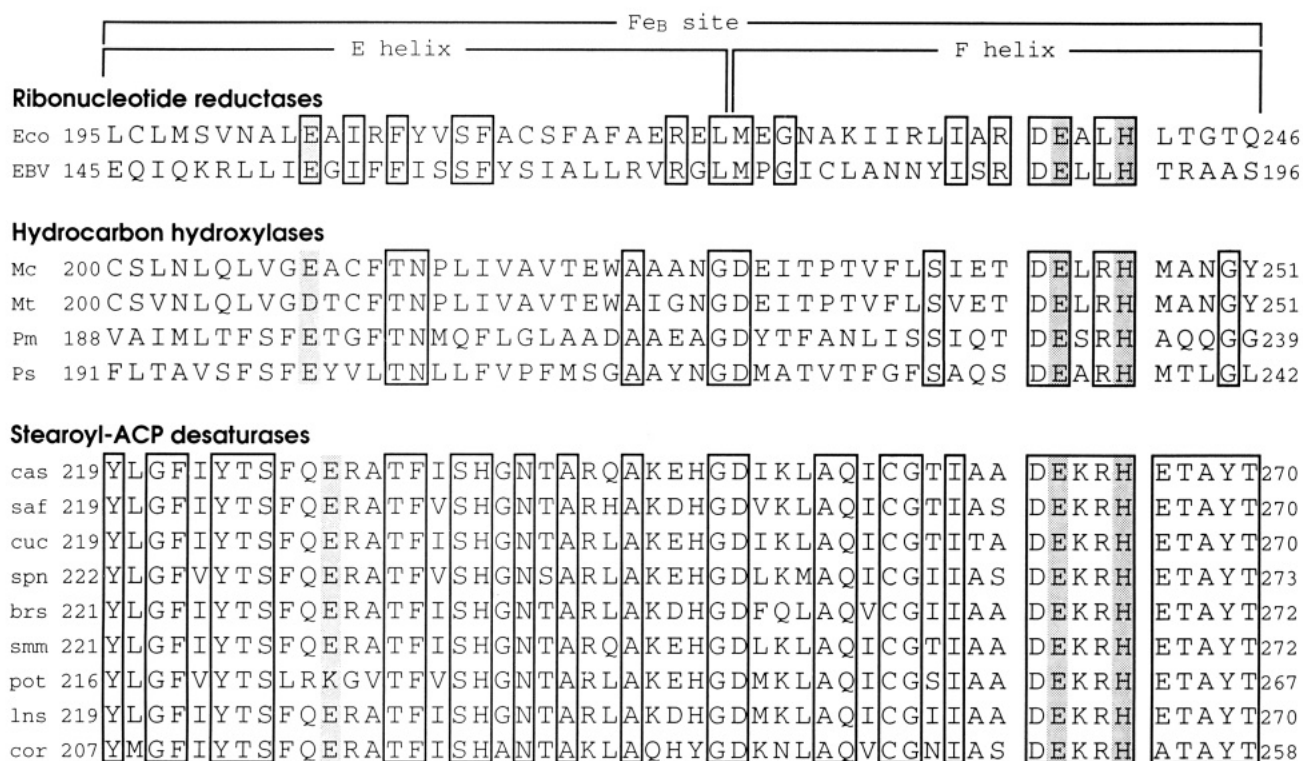 FeB site
E helix F helix
Ribonucleotide reductases
Eco 195 LCLMSVNALEAIRFYVSFACSFAFAERELMEGNAKIIRLIAR DEALH LTGTQ 246
EBV 145 EQIQKRLLIEGIFFISSFYSIALLRVRGLMPGICLANNYISR DELLH TRAAS 196
Hydrocarbon hydroxylases
Mc 200 CSLNLQLVGEACFTNPLIVAVTEWAAANGDEITPTVFLSIET DELRH MANGY 251
Mt 200 CSVNLQLVGDTCFTNPLIVAVTEWAIGNGDEITPTVFLSVET DELRH MANGY 251
Pm 188 VAIMLTFSFETGFTNMQFLGLAADAAEAGDYTFANLISSIQT DESRH AQQGG 239
Ps 191 FLTAVSFSFEYVLTNLLFVPFMSGAAYNGDMATVTFGFSAQS DEARH MTLGL 242
Stearoyl-ACP desaturases
cas 219 YLGFIYTSFQERATFISHGNTARQAKEHGDIKLAQICGTIAA DEKRH ETAYT 270
saf 219 YLGFIYTSFQERATFVSHGNTARHAKDHGDVKLAQICGTIAS DEKRH ETAYT 270
cuc 219 YLGFIYTSFQERATFISHGNTARLAKEHGDIKLAQICGTITA DEKRH ETAYT 270
spn 222 YLGFVYTSFQERATFVSHGNSARLAKEHGDLKMAQICGIIAS DEKRH ETAYT 273
brs 221 YLGFIYTSFQERATFISHGNTARLAKDHGDFQLAQVCGIIAA DEKRH ETAYT 272
smm 221 YLGFIYTSFQERATFISHGNTARQAKEHGDLKLAQICGTIAA DEKRH ETAYT 272
pot 216 YLGFVYTSLRKGVTFVSHGNTARLAKEHGDMKLAQICGSIAA DEKRH ETAYT 267
lns 219 YLGFIYTSFQERATFISHGNTARLAKDHGDMKLAQICGIIAA DEKRH ETAYT 270
cor 207 YMGFIYTSFQERATFISHANTAKLAQHYGDKNLAQVCGNIAS DEKRH ATAYT 258